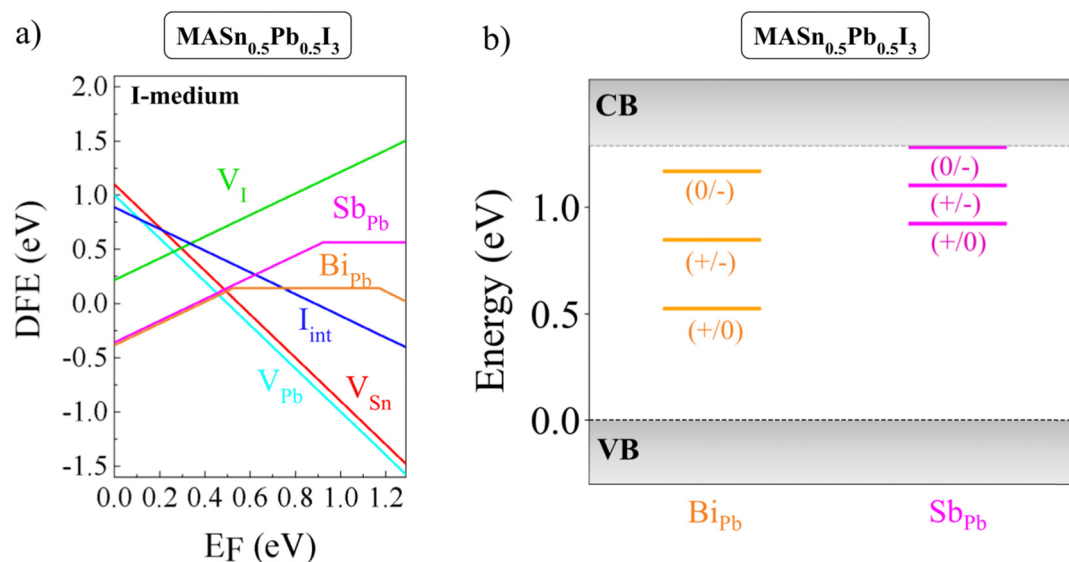 a)
MASn0.5Pb0.5I3
I-medium
DFE (eV)
2.0
1.5
1.0
0.5
0.0
-0.5
-1.0
-1.5
VI
SbPb
BiPb
Iint
VPb
VSn
0.0 0.2 0.4 0.6 0.8 1.0 1.2
EF (eV)
b)
MASn0.5Pb0.5I3
CB
Energy (eV)
1.0
0.5
0.0
(0/-)
(+/-)
(+/0)
(0/-)
(+/-)
(+/0)
VB
BiPb
SbPb